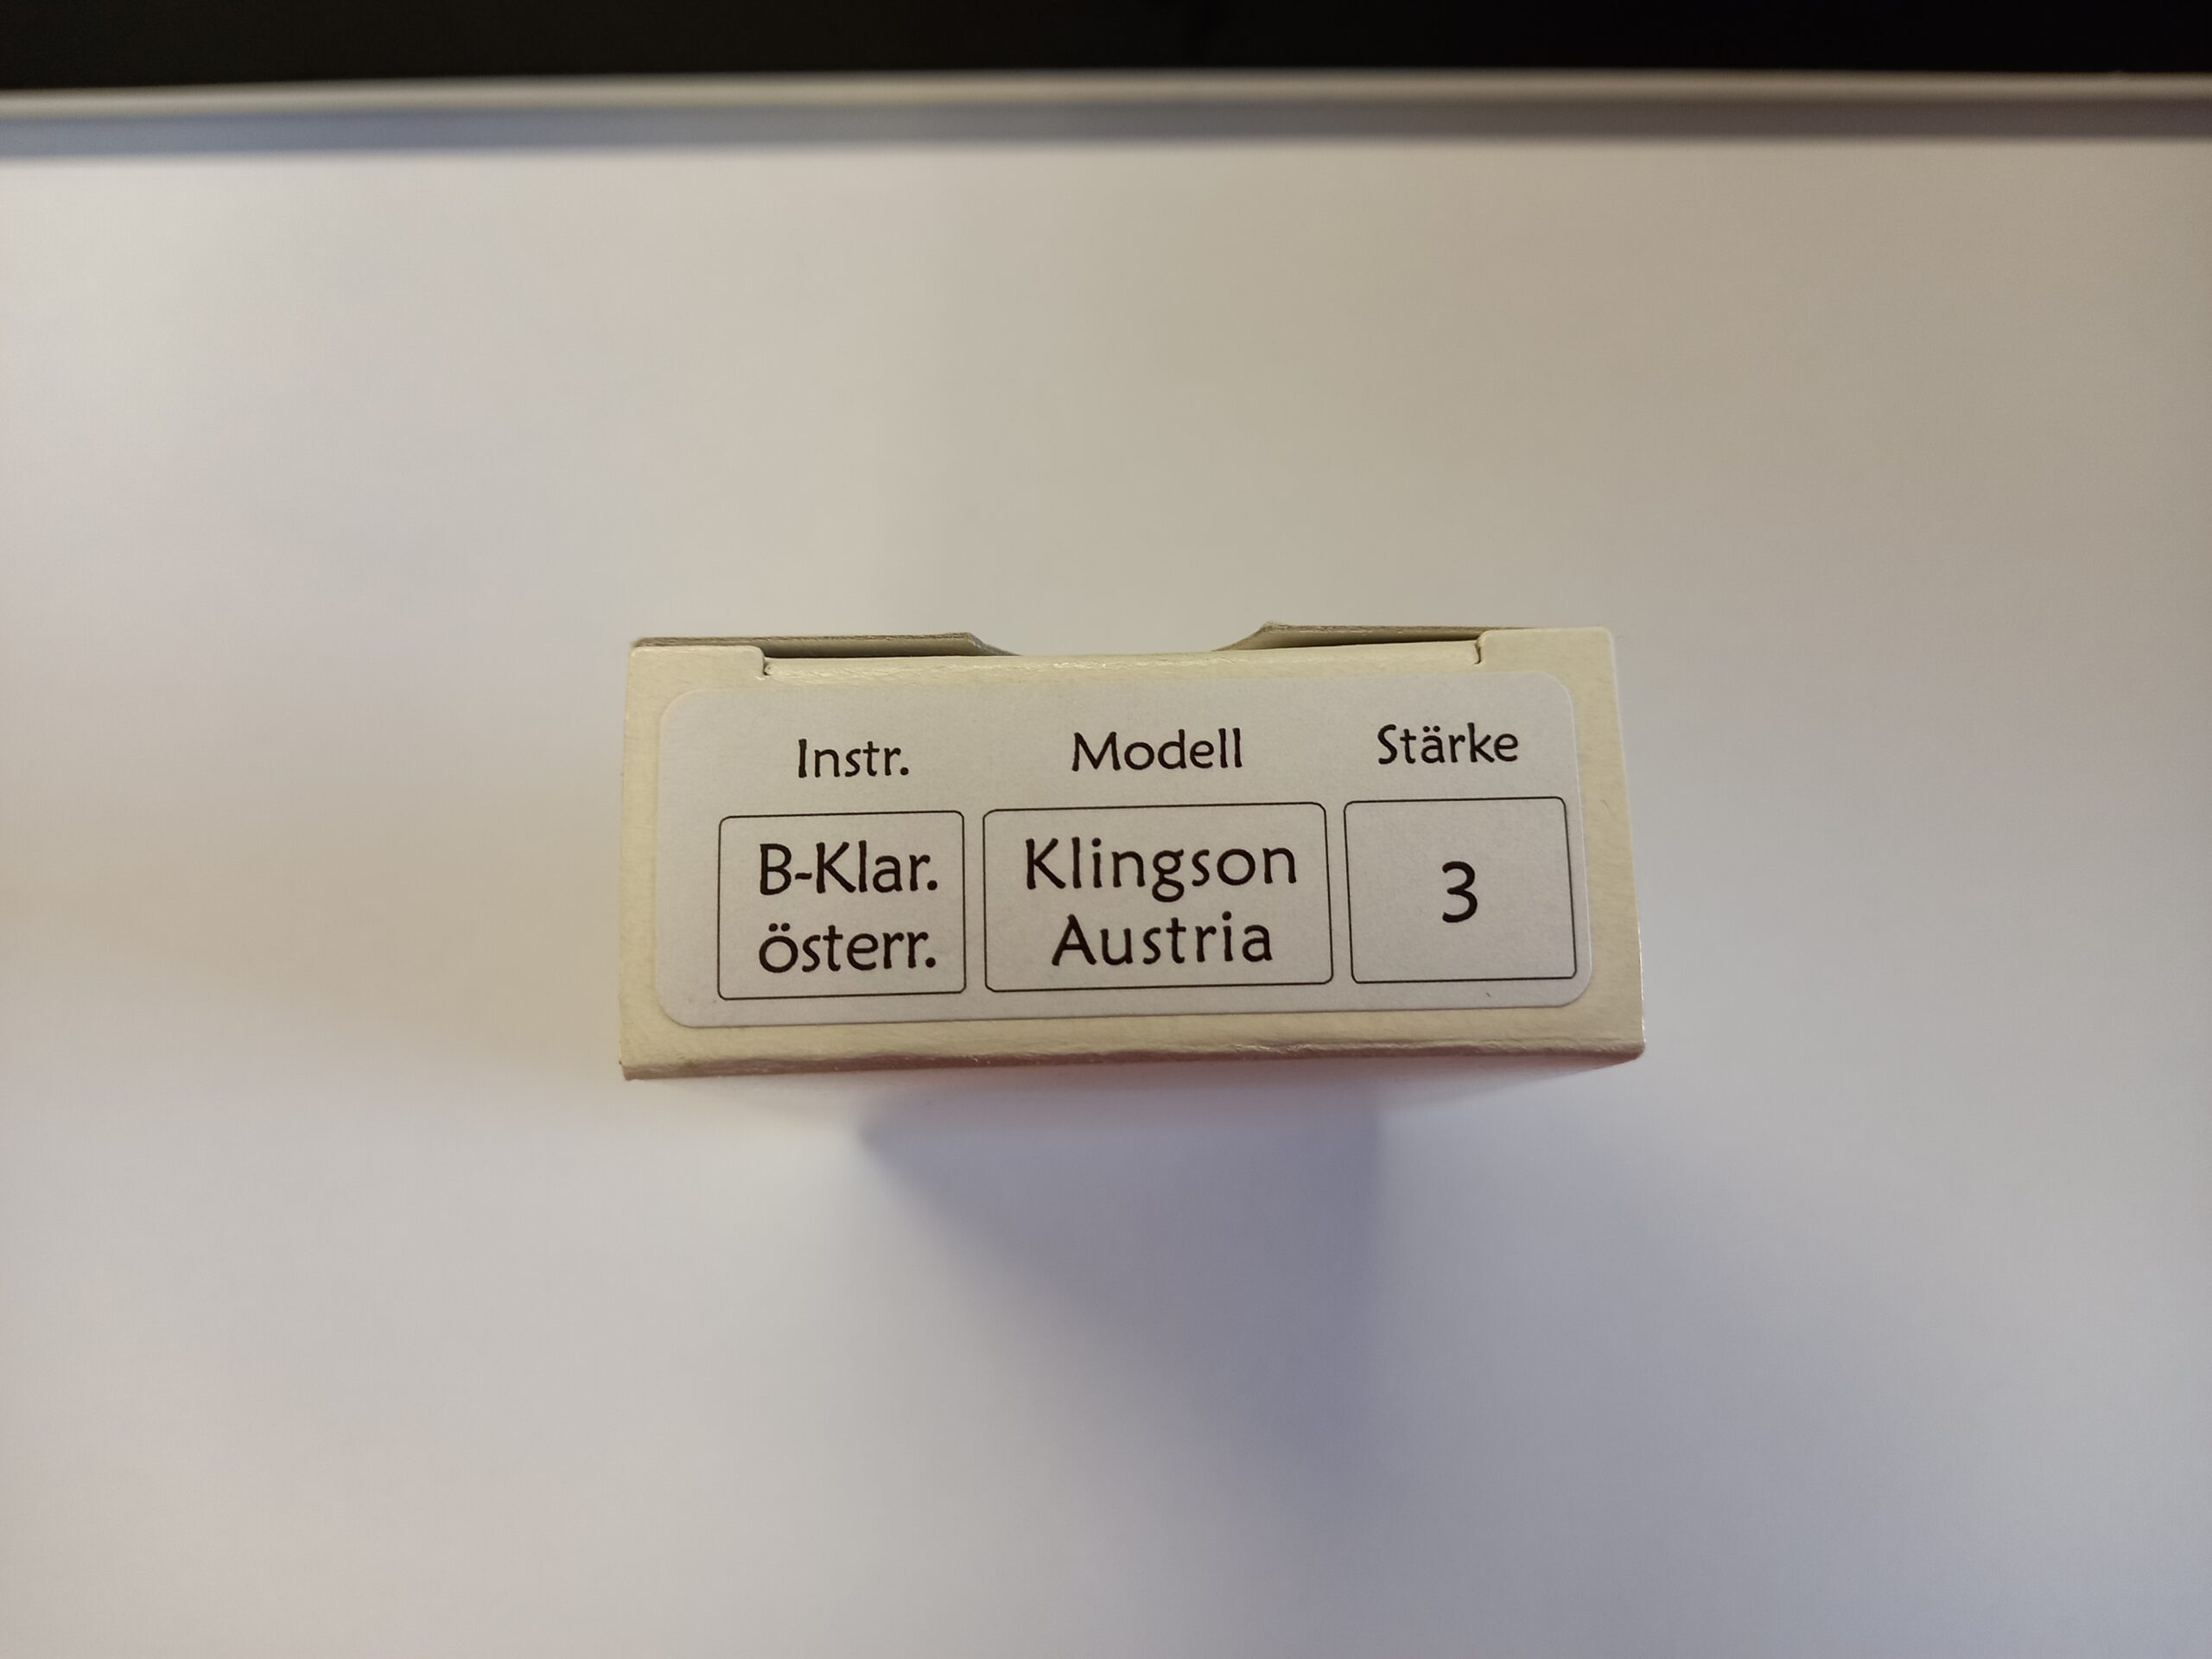 Instr. Modell Stärke
B-Klar. Klingson 3
österr. Austria